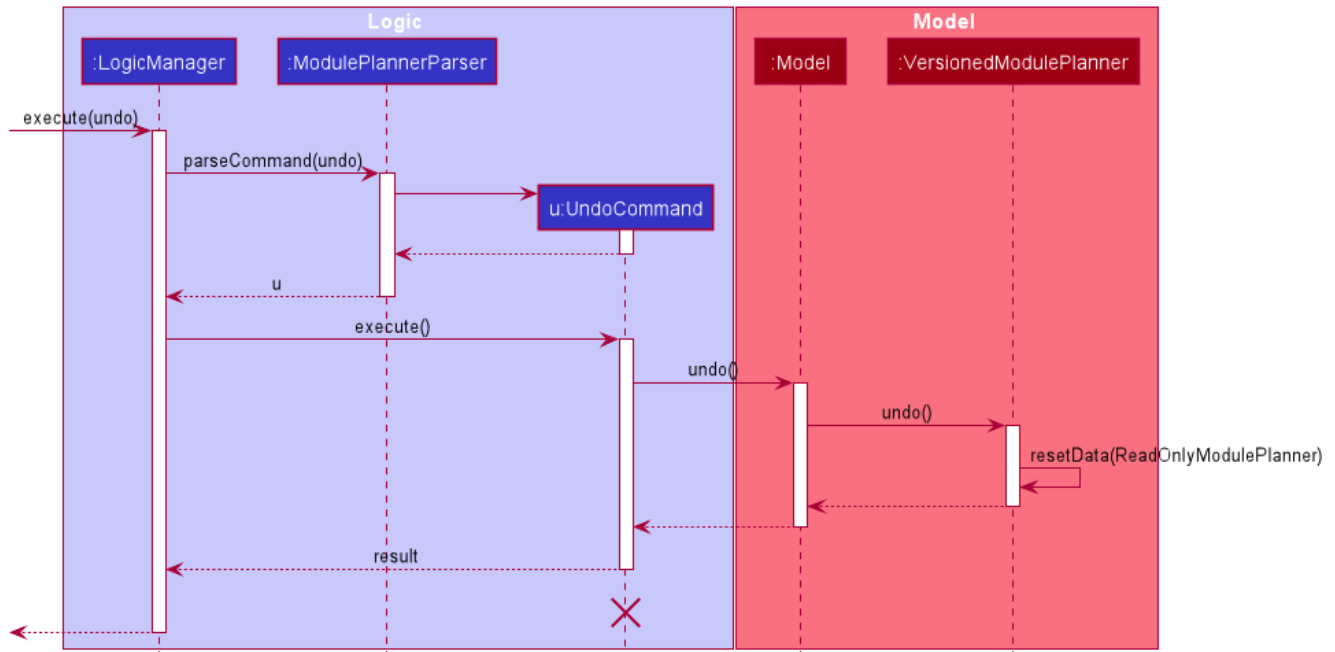 Logic
Model
:LogicManager
:ModulePlannerParser
:Model
:VersionedModulePlanner
execute(undo)
parseCommand(undo)
u:UndoCommand
u
execute()
undo()
undo()
resetData(ReadOnlyModulePlanner)
result